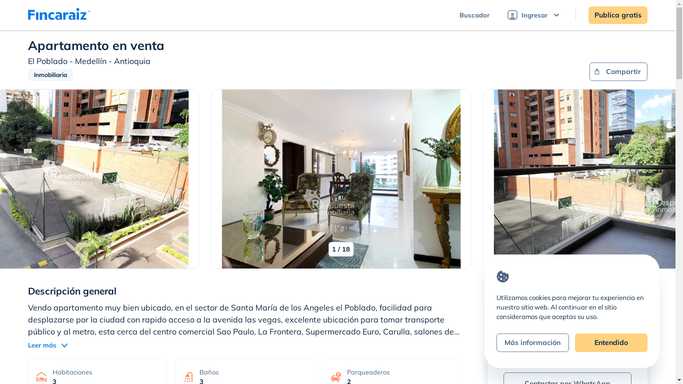 Fincaraiz
Buscador
Ingresar
Publica gratis
Apartamento en venta
El Poblado - Medellín - Antioquia
Inmobiliaria
Compartir
1 / 18
Descripción general
Vendo apartamento muy bien ubicado, en el sector de Santa María de los Angeles el Poblado, facilidad para
desplazarse por la ciudad con rapido acceso a la avenida las vegas, excelente ubicación para tomar transporte
público y al metro, esta cerca del centro comercial Sao Paulo, La Frontera, Supermercado Euro, Carulla, salones de...
Leer más
Habitaciones
3
Baños
3
Parqueaderos
2
Utilizamos cookies para mejorar tu experiencia en
nuestro sitio web. Al continuar en el sitio
consideramos que aceptas su uso.
Más información
Entendido
Contactar por WhatsApp